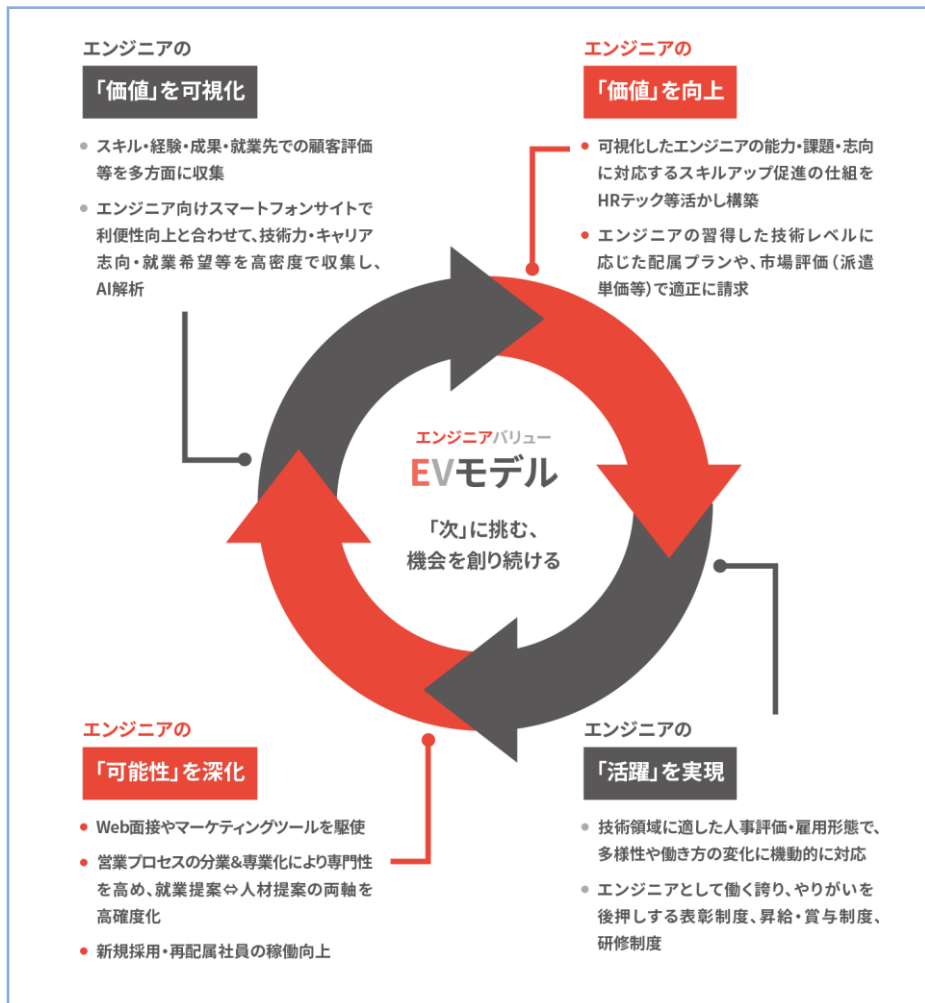 エンジニアの
「価値」を可視化
● スキル・経験・成果・就業先での顧客評価
等を多方面に収集
● エンジニア向けスマートフォンサイトで
利便性向上と合わせて、技術力・キャリア
志向・就業希望等を高密度で収集し、
AI解析
エンジニアの
「価値」を向上
● 可視化したエンジニアの能力・課題・志向
に対応するスキルアップ促進の仕組を
HRテック等活かし構築
● エンジニアの習得した技術レベルに
応じた配属プランや、市場評価(派遣
単価等)で適正に請求
エンジニアバリュー
EVモデル
「次」に挑む、
機会を創り続ける
エンジニアの
「可能性」を深化
● Web面接やマーケティングツールを駆使
● 営業プロセスの分業&専業化により専門性
を高め、就業提案⇔人材提案の両軸を
高確度化
● 新規採用・再配属社員の稼働向上
エンジニアの
「活躍」を実現
● 技術領域に適した人事評価・雇用形態で、
多様性や働き方の変化に機動的に対応
● エンジニアとして働く誇り、やりがいを
後押しする表彰制度、昇給・賞与制度、
研修制度